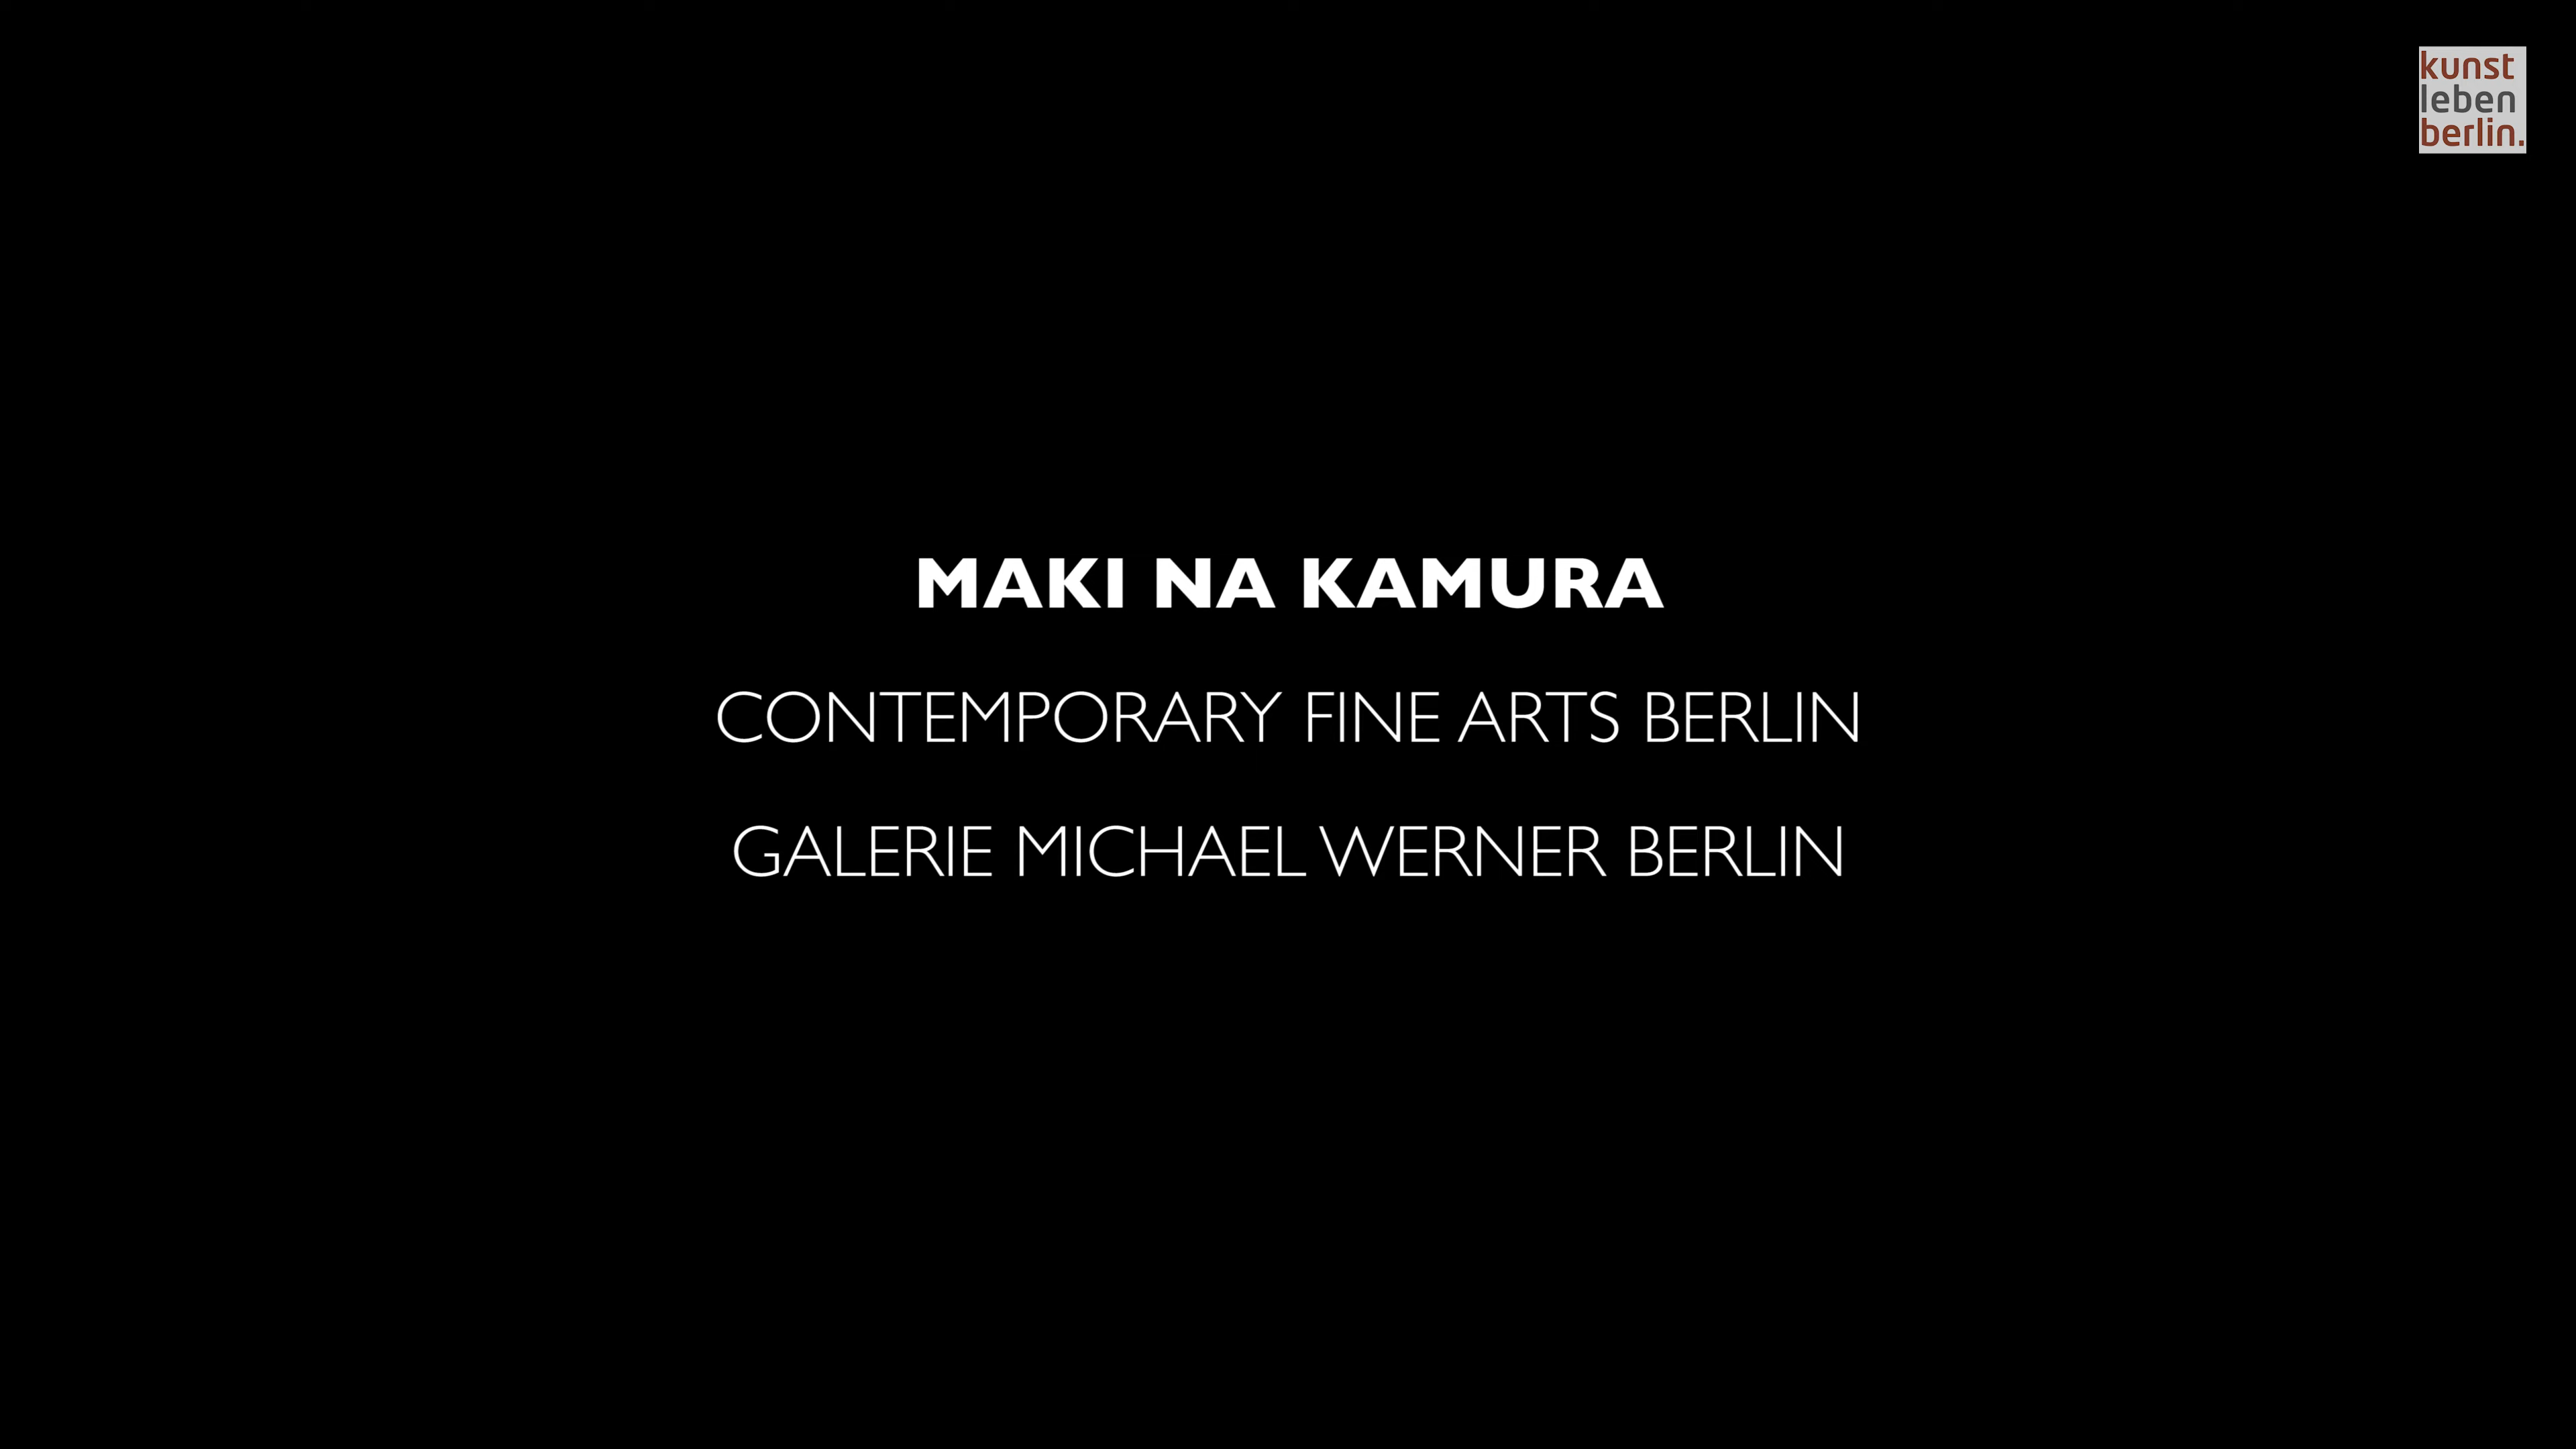 kunst
leben
berlin.
MAKI NA KAMURA
CONTEMPORARY FINE ARTS BERLIN
GALERIE MICHAEL WERNER BERLIN